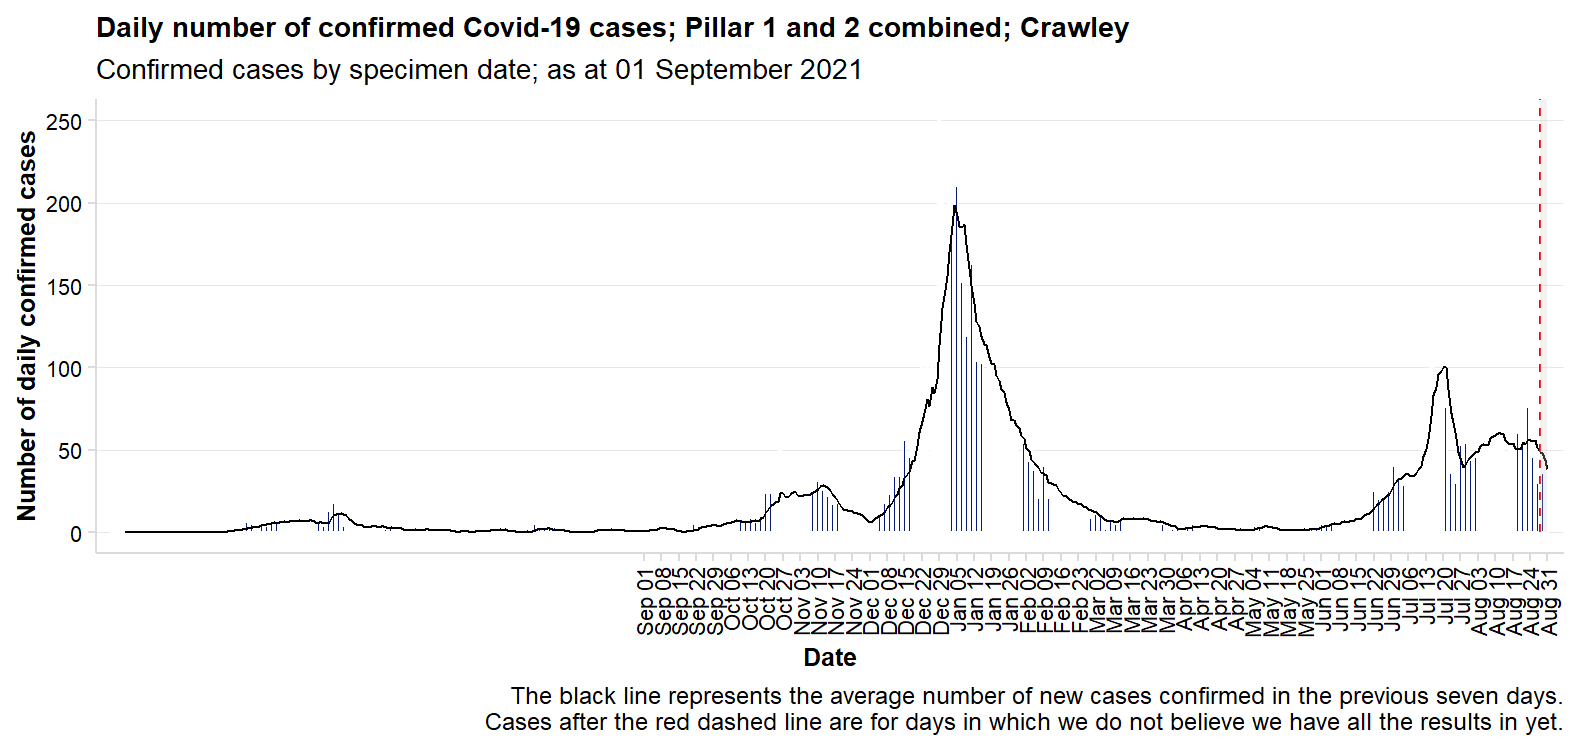 Daily number of confirmed Covid-19 cases; Pillar 1 and 2 combined; Crawley
Confirmed cases by specimen date; as at 01 September 2021
Number of daily confirmed cases
250
200
150
100
50
0
Sep 01
Sep 08
Sep 15
Sep 22
Sep 29
Oct 06
Oct 13
Oct 20
Oct 27
Nov 03
Nov 10
Nov 17
Nov 24
Dec 01
Dec 08
Dec 15
Dec 22
Dec 29
Jan 05
Jan 12
Jan 19
Jan 26
Feb 02
Feb 09
Feb 16
Feb 23
Mar 02
Mar 09
Mar 16
Mar 23
Mar 30
Apr 06
Apr 13
Apr 20
Apr 27
May 04
May 11
May 18
May 25
Jun 01
Jun 08
Jun 15
Jun 22
Jun 29
Jul 06
Jul 13
Jul 20
Jul 27
Aug 03
Aug 10
Aug 17
Aug 24
Aug 31
Date
The black line represents the average number of new cases confirmed in the previous seven days.
Cases after the red dashed line are for days in which we do not believe we have all the results in yet.